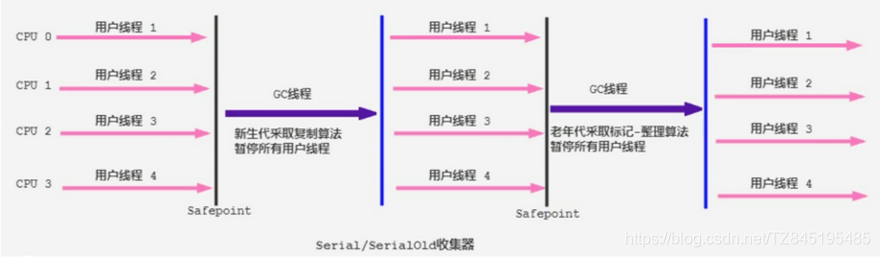 CPU 0
用户线程 1
用户线程 1
用户线程 1
CPU 1
用户线程 2
GC线程
用户线程 2
GC线程
用户线程 2
CPU 2
用户线程 3
新生代采取复制算法
暂停所有用户线程
用户线程 3
老年代采取标记-整理算法
暂停所有用户线程
用户线程 3
CPU 3
用户线程 4
用户线程 4
用户线程 4
Safepoint
Safepoint
Serial/SerialOld收集器
https://blog.csdn.net/TZ845195485